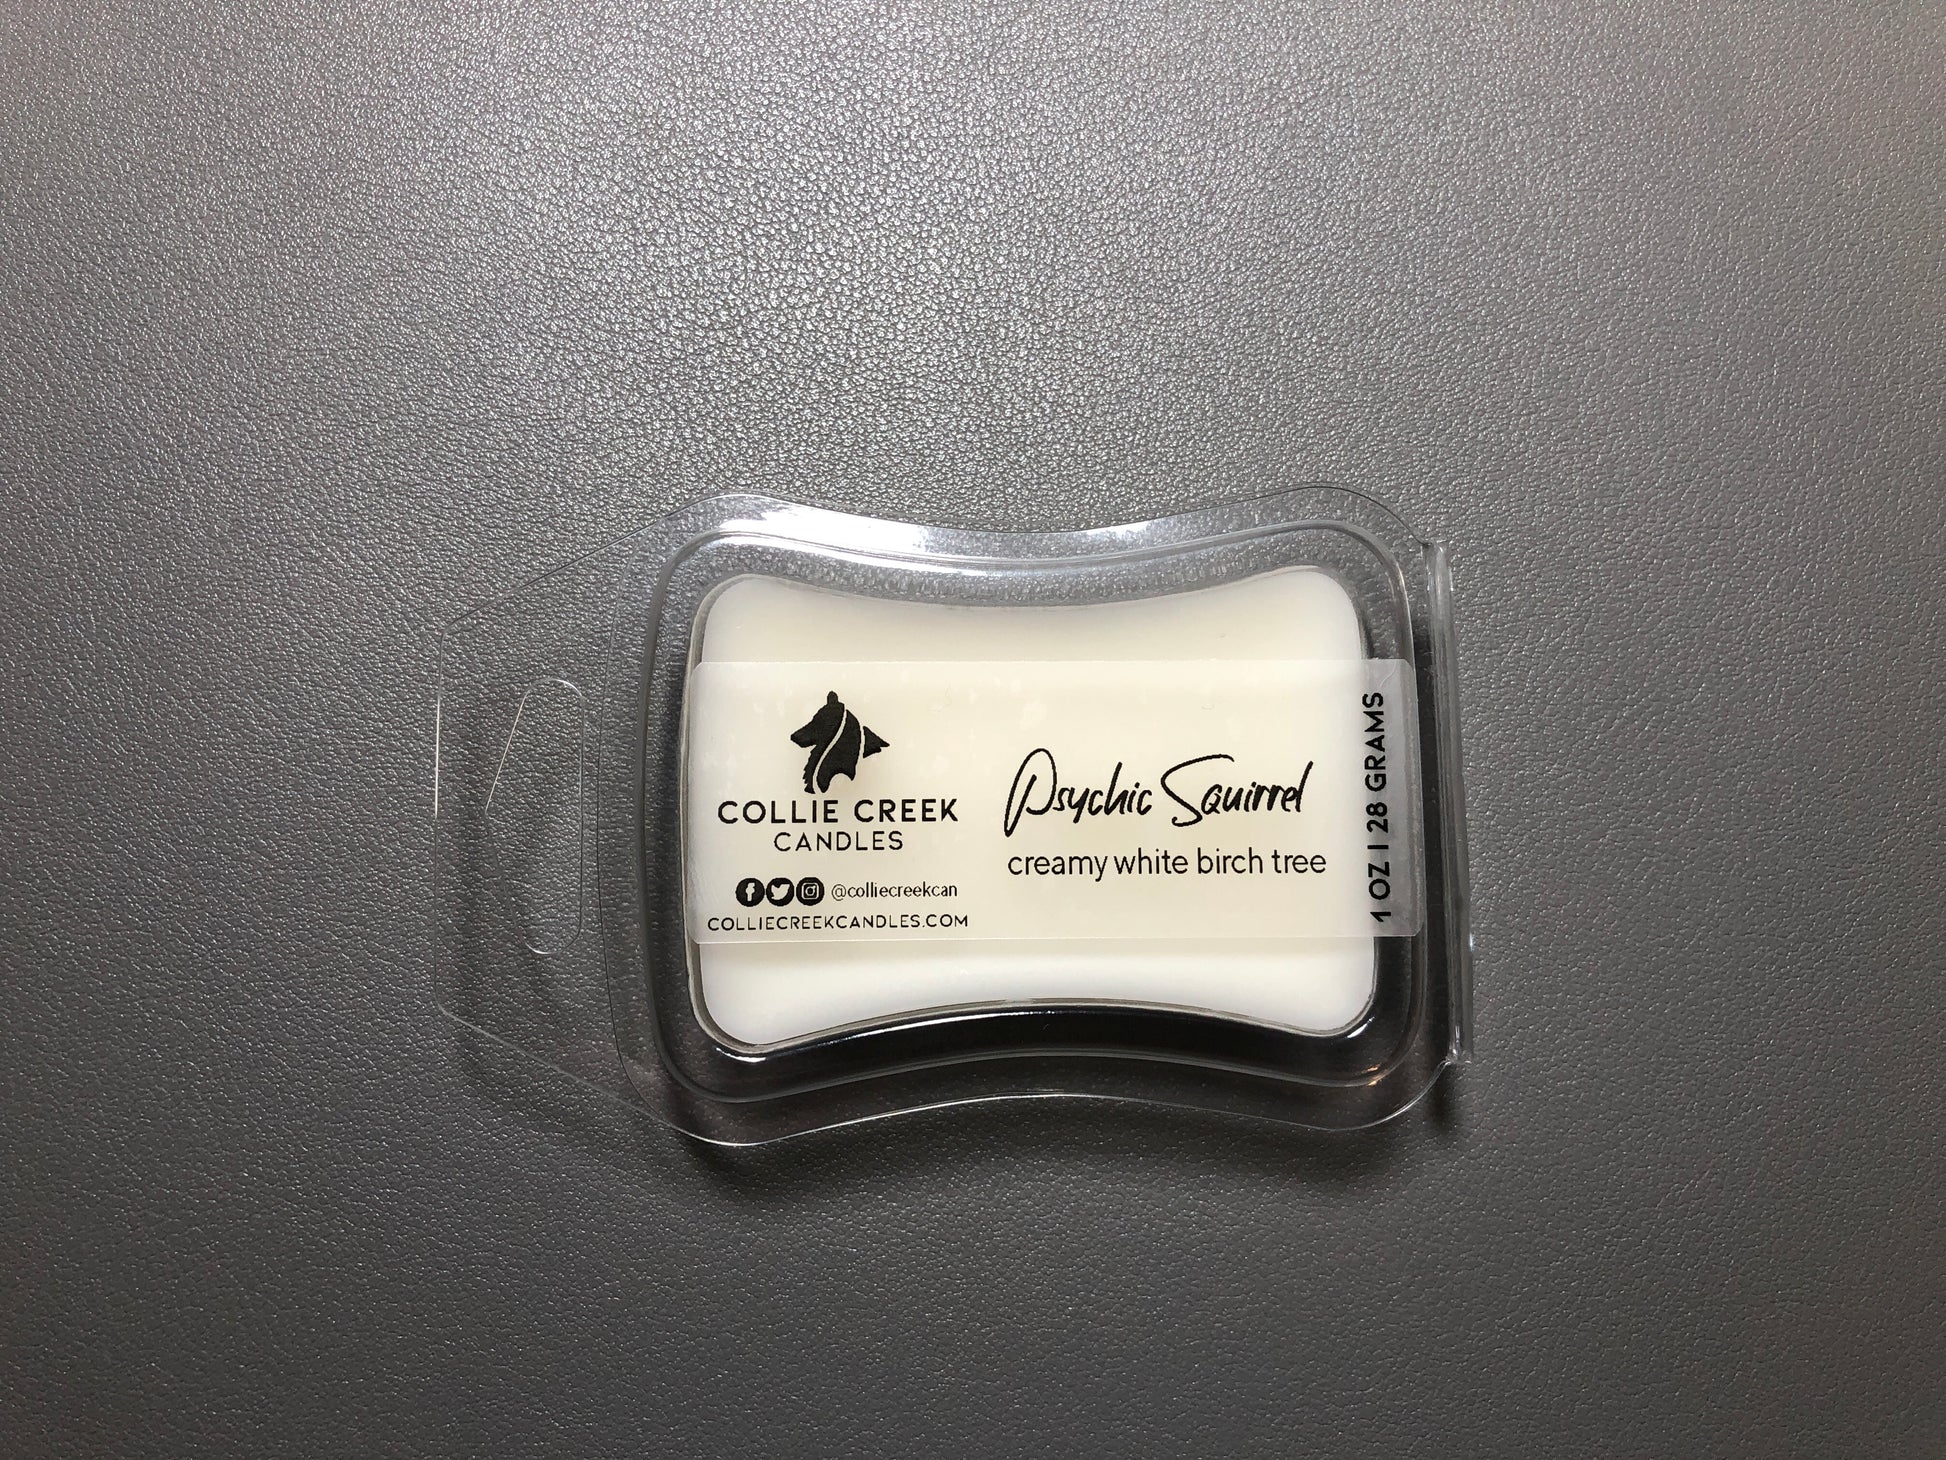 COLLIE CREEK
CANDLES
@colliecreekcan
COLLIECREEKCANDLES.COM
Psychic Squirrel
creamy white birch tree
1 OZ | 28 GRAMS